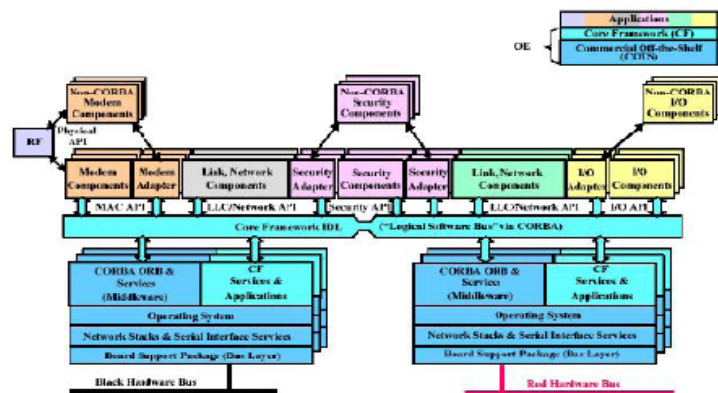 Applications
OE
Core Framework (CF)
Commercial Off-the-Shelf
(COTS)
Non-CORBA
Modem
Components
Non-CORBA
Security
Components
Non-CORBA
I/O
Components
RF
Physical
API
Modem
Components
Modem
Adapter
Link, Network
Components
Security
Adapter
Security
Components
Security
Adapter
Link, Network
Components
I/O
Adapter
I/O
Components
MAC API
LLC/Network API
Security API
LLC/Network API
I/O API
Core Framework IDL
("Logical Software Bus" via CORBA)
CORBA ORB &
Services
(Middleware)
CF
Services &
Applications
Operating System
Network Stacks & Serial Interface Services
Board Support Package (Bus Layer)
Black Hardware Bus
CORBA ORB &
Services
(Middleware)
CF
Services &
Applications
Operating System
Network Stacks & Serial Interface Services
Board Support Package (Bus Layer)
Red Hardware Bus